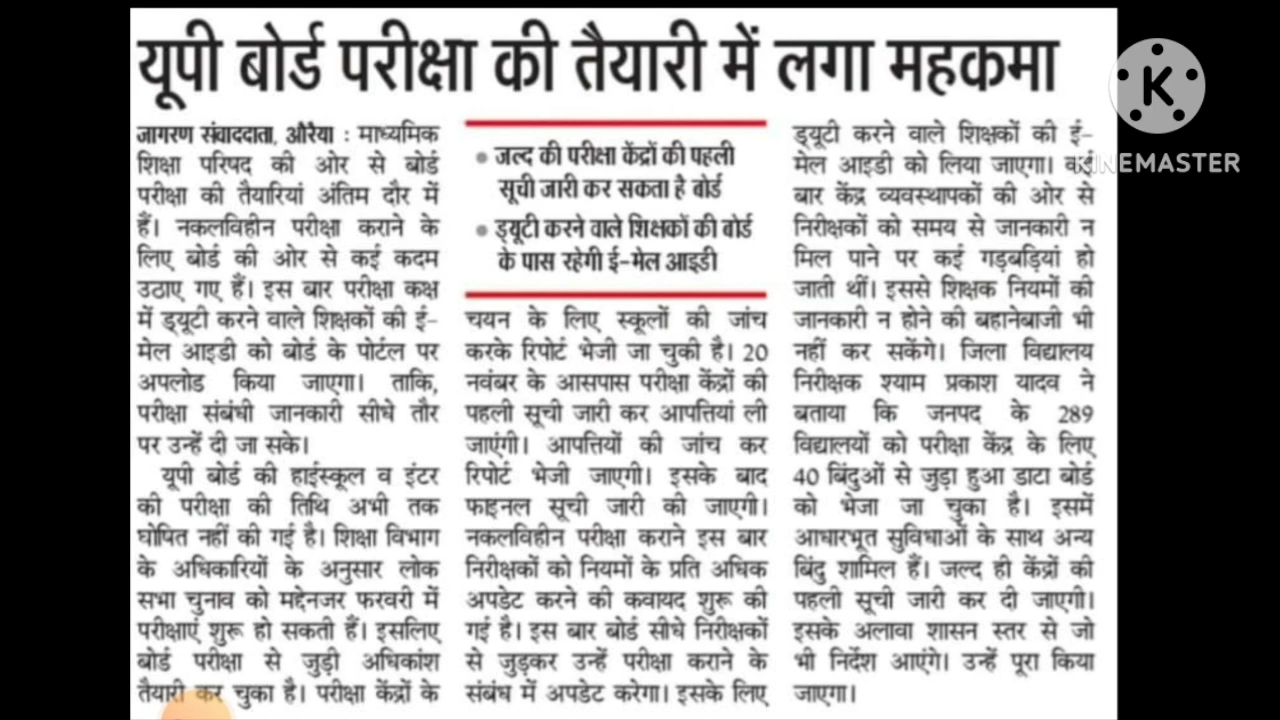 यूपी बोर्ड परीक्षा की तैयारी में लगा महकमा
जागरण संवाददाता, औरैया : माध्यमिक
शिक्षा परिषद की ओर से बोर्ड
परीक्षा की तैयारियां अंतिम दौर में
हैं। नकलविहीन परीक्षा कराने के
लिए बोर्ड की ओर से कई कदम
उठाए गए हैं। इस बार परीक्षा कक्ष
में ड्यूटी करने वाले शिक्षकों की ई-
मेल आइडी को बोर्ड के पोर्टल पर
अपलोड किया जाएगा। ताकि,
परीक्षा संबंधी जानकारी सीधे तौर
पर उन्हें दी जा सके।
यूपी बोर्ड की हाईस्कूल व इंटर
की परीक्षा की तिथि अभी तक
घोषित नहीं की गई है। शिक्षा विभाग
के अधिकारियों के अनुसार लोक
सभा चुनाव को मद्देनजर फरवरी में
परीक्षाएं शुरू हो सकती हैं। इसलिए
बोर्ड परीक्षा से जुड़ी अधिकांश
तैयारी कर चुका है। परीक्षा केंद्रों के
• जल्द की परीक्षा केंद्रों की पहली
सूची जारी कर सकता है बोर्ड
• ड्यूटी करने वाले शिक्षकों की बोर्ड
के पास रहेगी ई-मेल आइडी
चयन के लिए स्कूलों की जांच
करके रिपोर्ट भेजी जा चुकी है। 20
नवंबर के आसपास परीक्षा केंद्रों की
पहली सूची जारी कर आपत्तियां ली
जाएंगी। आपत्तियों की जांच कर
रिपोर्ट भेजी जाएगी। इसके बाद
फाइनल सूची जारी की जाएगी।
नकलविहीन परीक्षा कराने इस बार
निरीक्षकों को नियमों के प्रति अधिक
अपडेट करने की कवायद शुरू की
गई है। इस बार बोर्ड सीधे निरीक्षकों
से जुड़कर उन्हें परीक्षा कराने के
संबंध में अपडेट करेगा। इसके लिए
ड्यूटी करने वाले शिक्षकों की ई-
मेल आइडी को लिया जाएगा। कई
बार केंद्र व्यवस्थापकों की ओर से
निरीक्षकों को समय से जानकारी न
मिल पाने पर कई गड़बड़ियां हो
जाती थीं। इससे शिक्षक नियमों की
जानकारी न होने की बहानेबाजी भी
नहीं कर सकेंगे। जिला विद्यालय
निरीक्षक श्याम प्रकाश यादव ने
बताया कि जनपद के 289
विद्यालयों को परीक्षा केंद्र के लिए
40 बिंदुओं से जुड़ा हुआ डाटा बोर्ड
को भेजा जा चुका है। इसमें
आधारभूत सुविधाओं के साथ अन्य
बिंदु शामिल हैं। जल्द ही केंद्रों की
पहली सूची जारी कर दी जाएगी।
इसके अलावा शासन स्तर से जो
भी निर्देश आएंगे। उन्हें पूरा किया
जाएगा।
K
KINEMASTER